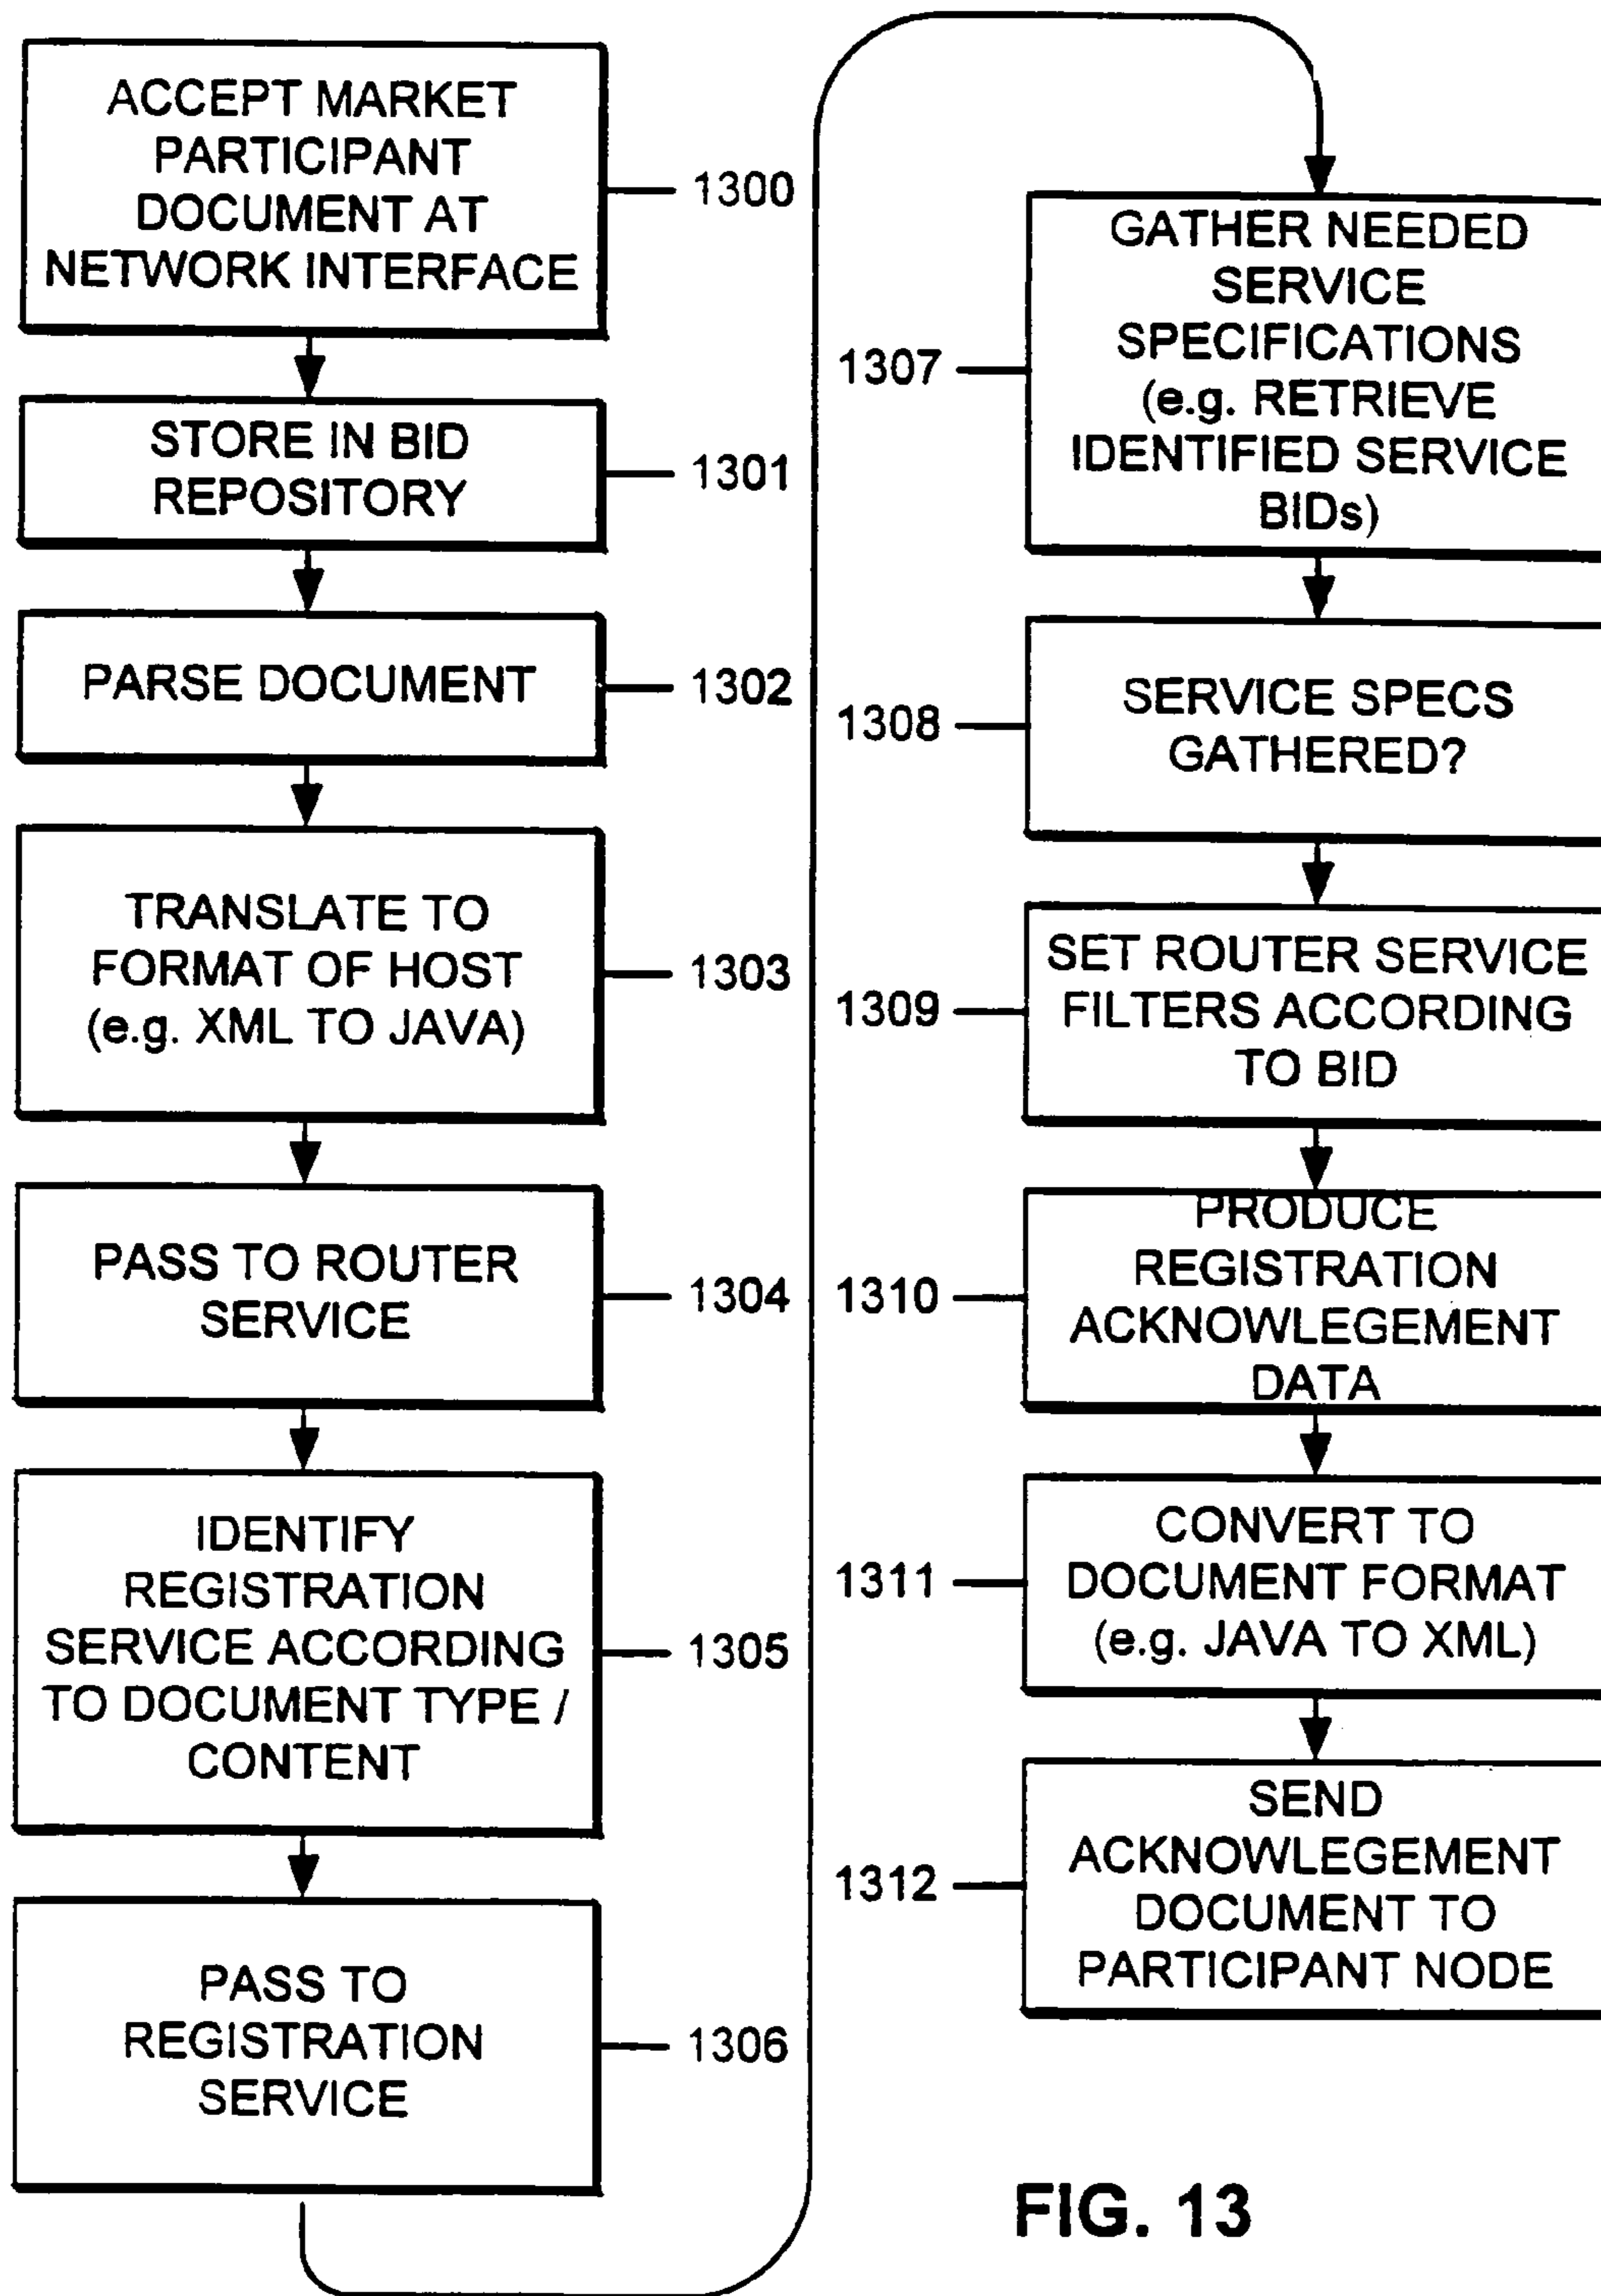 ACCEPT MARKET
PARTICIPANT
DOCUMENT AT
NETWORK INTERFACE
1300
STORE IN BID
REPOSITORY
1301
PARSE DOCUMENT
1302
TRANSLATE TO
FORMAT OF HOST
(e.g. XML TO JAVA)
1303
PASS TO ROUTER
SERVICE
1304
IDENTIFY
REGISTRATION
SERVICE ACCORDING
TO DOCUMENT TYPE /
CONTENT
1305
PASS TO
REGISTRATION
SERVICE
1306
GATHER NEEDED
SERVICE
SPECIFICATIONS
(e.g. RETRIEVE
IDENTIFIED SERVICE
BIDs)
1307
SERVICE SPECS
GATHERED?
1308
SET ROUTER SERVICE
FILTERS ACCORDING
TO BID
1309
PRODUCE
REGISTRATION
ACKNOWLEGEMENT
DATA
1310
CONVERT TO
DOCUMENT FORMAT
(e.g. JAVA TO XML)
1311
SEND
ACKNOWLEGEMENT
DOCUMENT TO
PARTICIPANT NODE
1312
FIG. 13